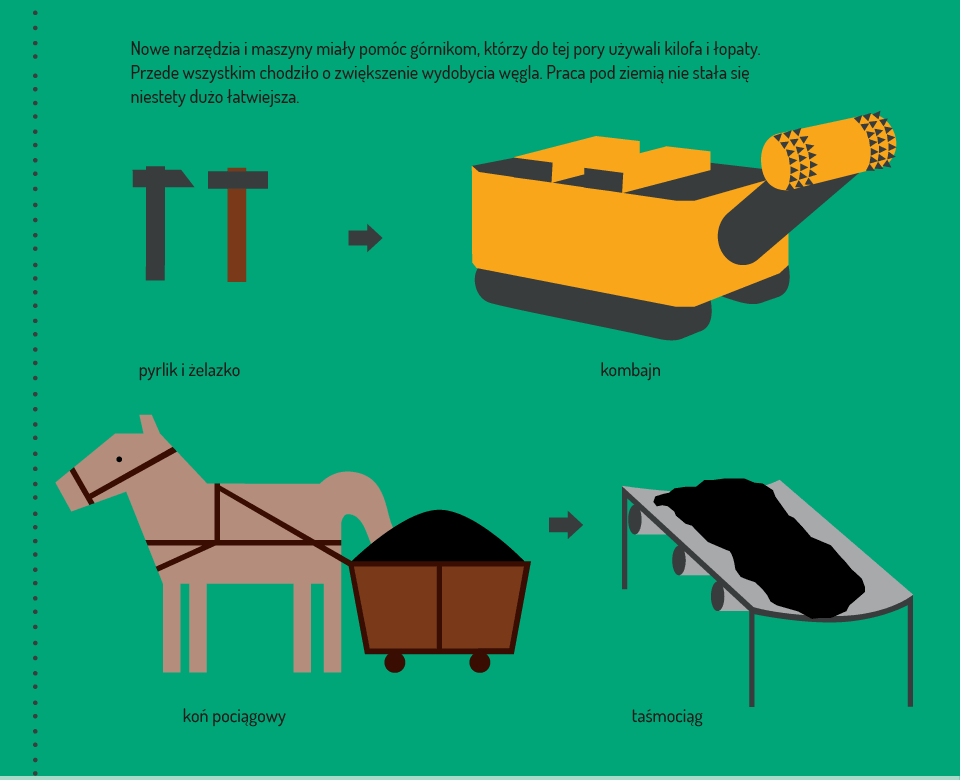 Nowe narzędzia i maszyny miały pomóc górnikom, którzy do tej pory używali kilofa i łopaty.
Przede wszystkim chodziło o zwiększenie wydobycia węgla. Praca pod ziemią nie stała się
niestety dużo łatwiejsza.
pyrlik i żelazko
kombajn
koń pociągowy
taśmociąg